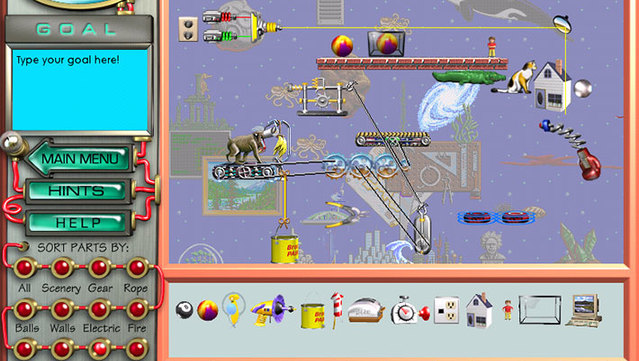 GOAL
Type your goal here!
MAIN MENU
HINTS
HELP
SORT PARTS BY:
All Scenery Gear Rope
Balls Walls Electric Fire